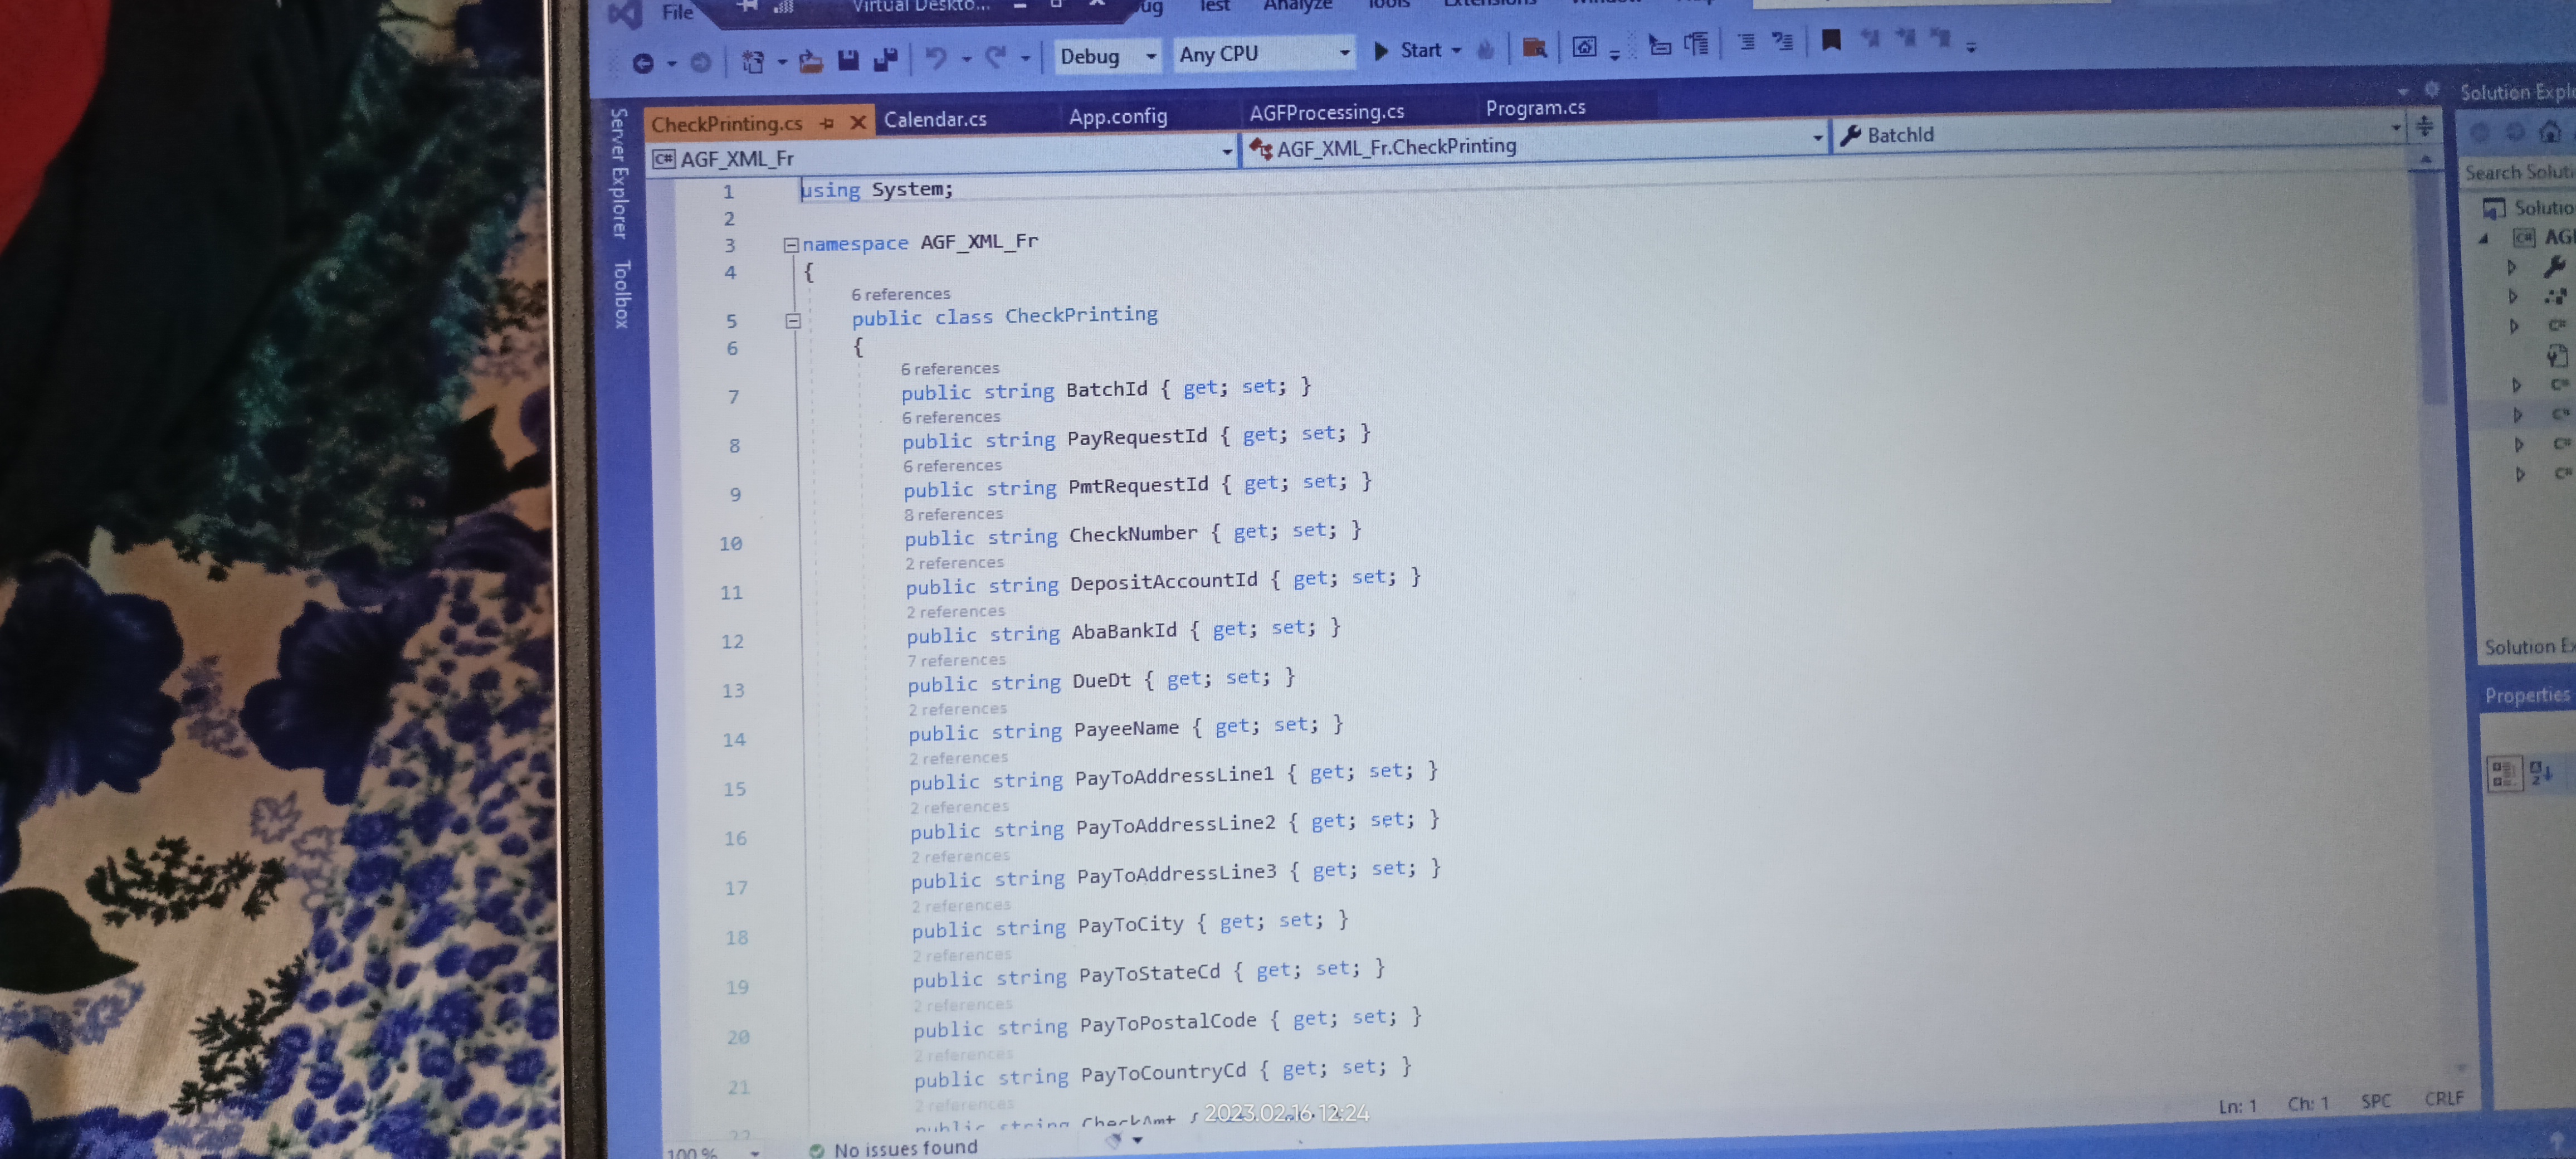 File
Virtual Deskto...
Test Analyze Tools Extensions
Debug Any CPU Start
Server Explorer Toolbox
CheckPrinting.cs Calendar.cs App.config AGFProcessing.cs Program.cs
AGF_XML_Fr AGF_XML_Fr.CheckPrinting BatchId
1 using System;
2
3 namespace AGF_XML_Fr
4 {
6 references
5 public class CheckPrinting
6 {
6 references
7 public string BatchId { get; set; }
6 references
8 public string PayRequestId { get; set; }
6 references
9 public string PmtRequestId { get; set; }
8 references
10 public string CheckNumber { get; set; }
2 references
11 public string DepositAccountId { get; set; }
2 references
12 public string AbaBankId { get; set; }
7 references
13 public string DueDt { get; set; }
2 references
14 public string PayeeName { get; set; }
2 references
15 public string PayToAddressLine1 { get; set; }
2 references
16 public string PayToAddressLine2 { get; set; }
2 references
17 public string PayToAddressLine3 { get; set; }
2 references
18 public string PayToCity { get; set; }
2 references
19 public string PayToStateCd { get; set; }
2 references
20 public string PayToPostalCode { get; set; }
2 references
21 public string PayToCountryCd { get; set; }
2 references
22 public string CheckAmt {
2023.02.16 12:24
100 % No issues found
Ln: 1 Ch: 1 SPC CRLF
Solution Explo
Search Soluti
Solutio
C# AGF
Solution Ex
Properties